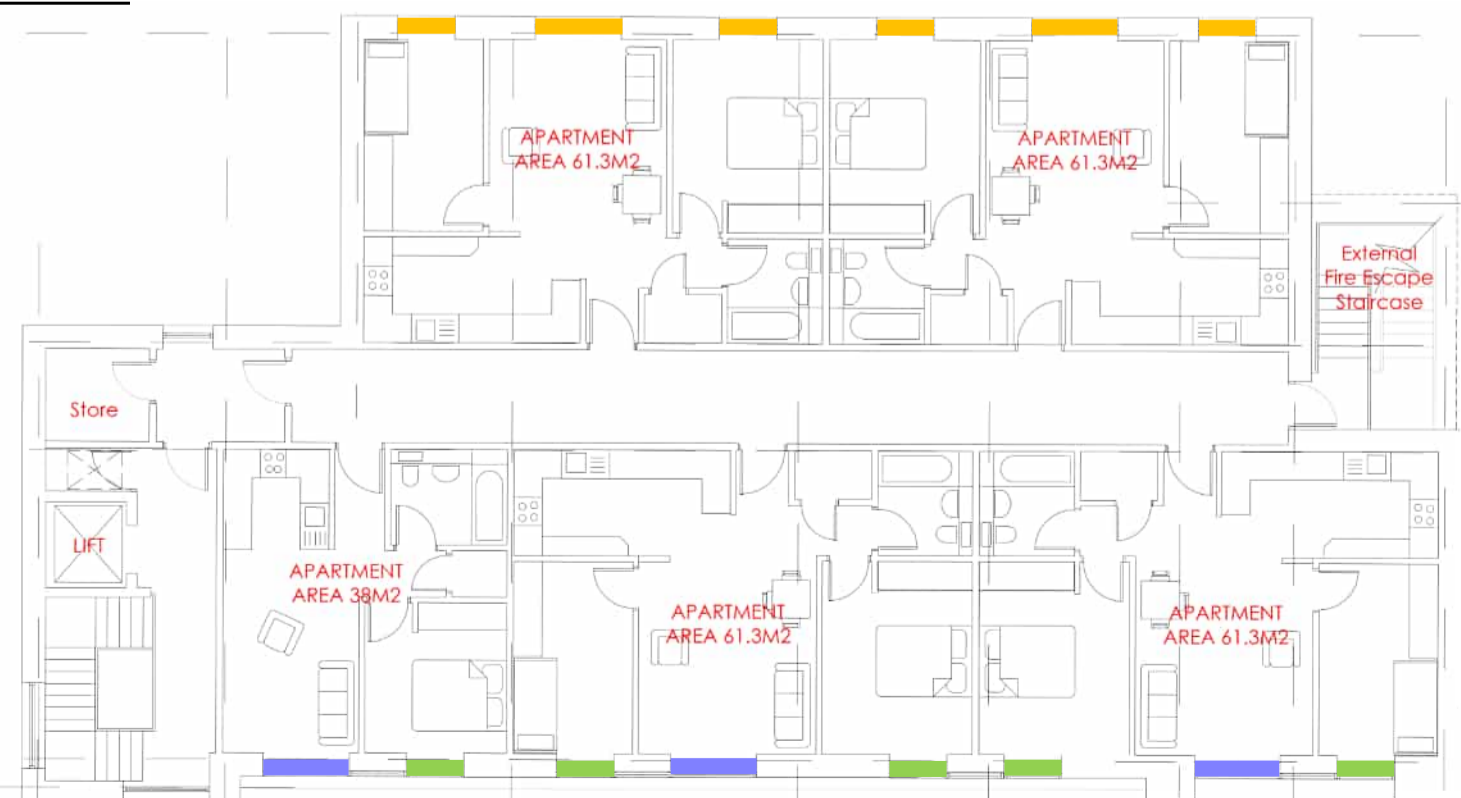 APARTMENT
AREA 61.3M2
APARTMENT
AREA 61.3M2
External
Fire Escape
Staircase
Store
LIFT
APARTMENT
AREA 38M2
APARTMENT
AREA 61.3M2
APARTMENT
AREA 61.3M2